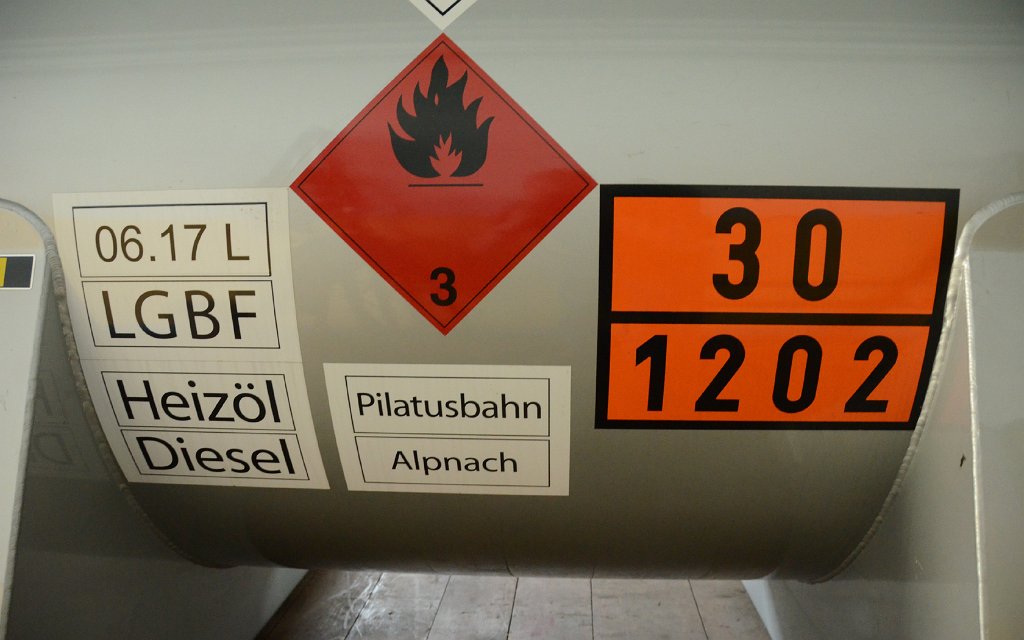 06.17 L
LGBF
Heizöl
Diesel
3
Pilatusbahn
Alpnach
30
1202